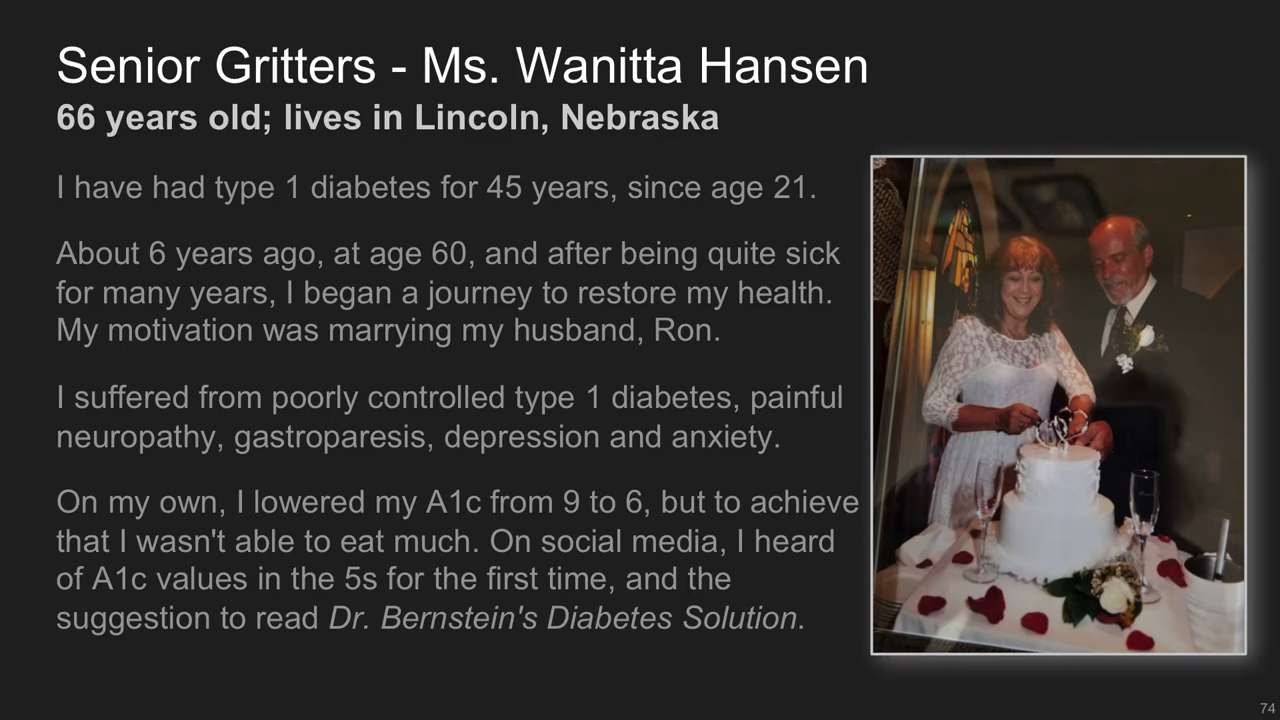 Senior Gritters - Ms. Wanitta Hansen
66 years old; lives in Lincoln, Nebraska
I have had type 1 diabetes for 45 years, since age 21.
About 6 years ago, at age 60, and after being quite sick
for many years, I began a journey to restore my health.
My motivation was marrying my husband, Ron.
I suffered from poorly controlled type 1 diabetes, painful
neuropathy, gastroparesis, depression and anxiety.
On my own, I lowered my A1c from 9 to 6, but to achieve
that I wasn't able to eat much. On social media, I heard
of A1c values in the 5s for the first time, and the
suggestion to read Dr. Bernstein's Diabetes Solution.
74